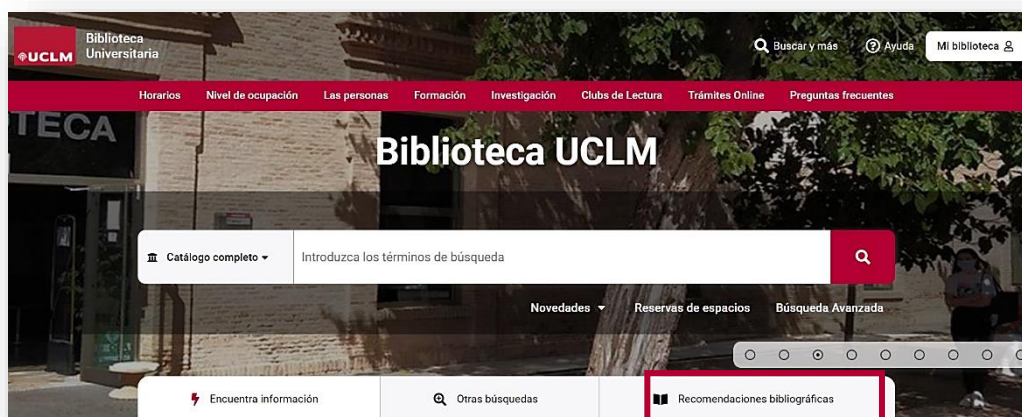 UCLM
Biblioteca
Universitaria
Buscar y más
Ayuda
Mi biblioteca
Horarios Nivel de ocupación Las personas Formación Investigación Clubs de Lectura Trámites Online Preguntas frecuentes
TECA
Biblioteca UCLM
Catálogo completo
Introduzca los términos de búsqueda
Novedades Reservas de espacios Búsqueda Avanzada
Encuentra información
Otras búsquedas
Recomendaciones bibliográficas